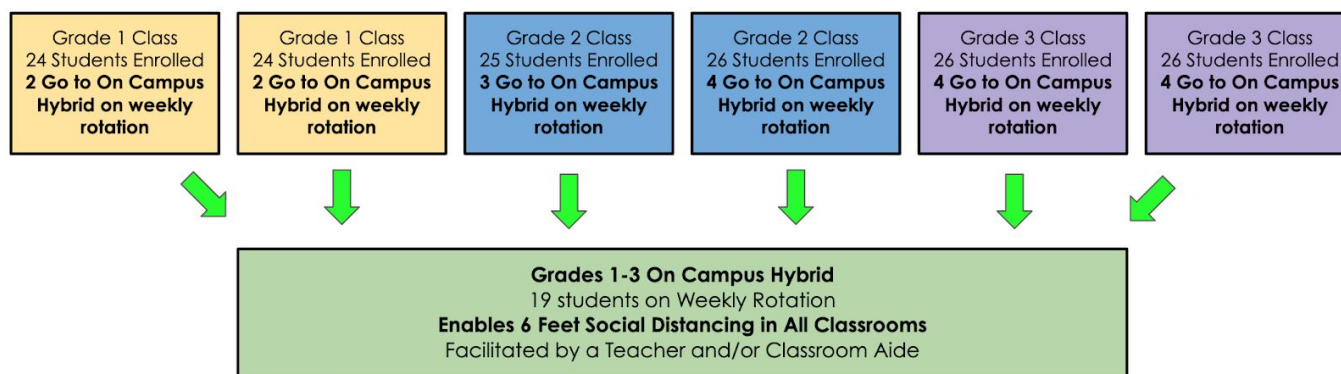 Grade 1 Class
24 Students Enrolled
2 Go to On Campus
Hybrid on weekly
rotation
Grade 1 Class
24 Students Enrolled
2 Go to On Campus
Hybrid on weekly
rotation
Grade 2 Class
25 Students Enrolled
3 Go to On Campus
Hybrid on weekly
rotation
Grade 2 Class
26 Students Enrolled
4 Go to On Campus
Hybrid on weekly
rotation
Grade 3 Class
26 Students Enrolled
4 Go to On Campus
Hybrid on weekly
rotation
Grade 3 Class
26 Students Enrolled
4 Go to On Campus
Hybrid on weekly
rotation
Grades 1-3 On Campus Hybrid
19 students on Weekly Rotation
Enables 6 Feet Social Distancing in All Classrooms
Facilitated by a Teacher and/or Classroom Aide